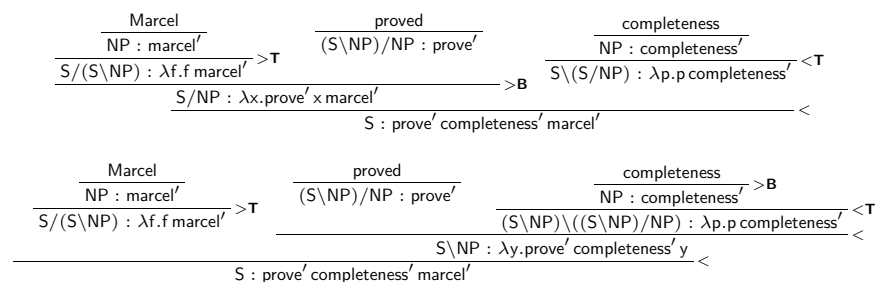 Marcel proved completeness
NP : marcel′ (S\NP)/NP : prove′ NP : completeness′
S/(S\NP) : λf.f marcel′ >T S\(S/NP) : λp.p completeness′ <T
S/NP : λx.prove′ x marcel′ >B
S : prove′ completeness′ marcel′ <
Marcel proved completeness
NP : marcel′ (S\NP)/NP : prove′ NP : completeness′ >B
S/(S\NP) : λf.f marcel′ >T (S\NP)\((S\NP)/NP) : λp.p completeness′ <T
S\NP : λy.prove′ completeness′ y <
S : prove′ completeness′ marcel′ <